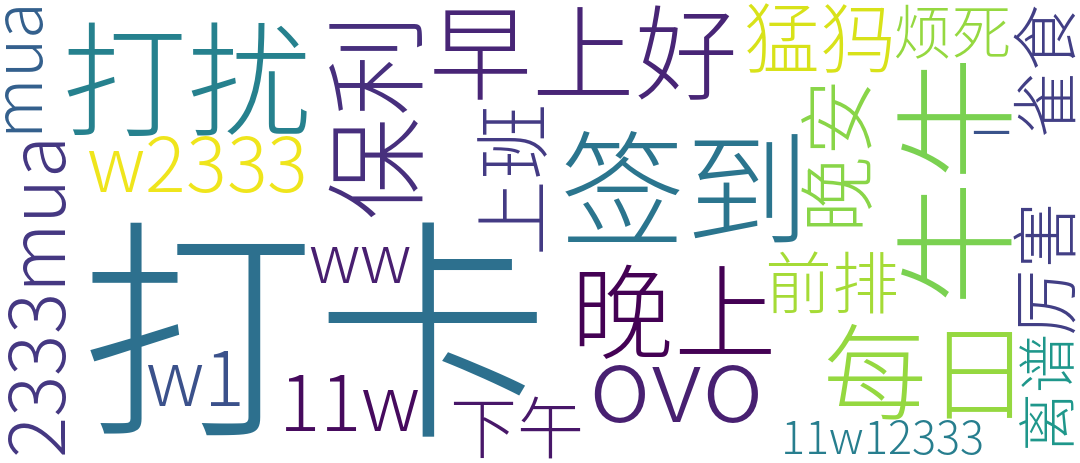 打卡
签到
早上好
打扰
晚上
每日
牛牛
保利
上班
晚安
前排
猛犸
烦死
雀食
厉害
离谱
下午
ovo
ww
w1
11w
w2333
2333mua
mua
11w12333